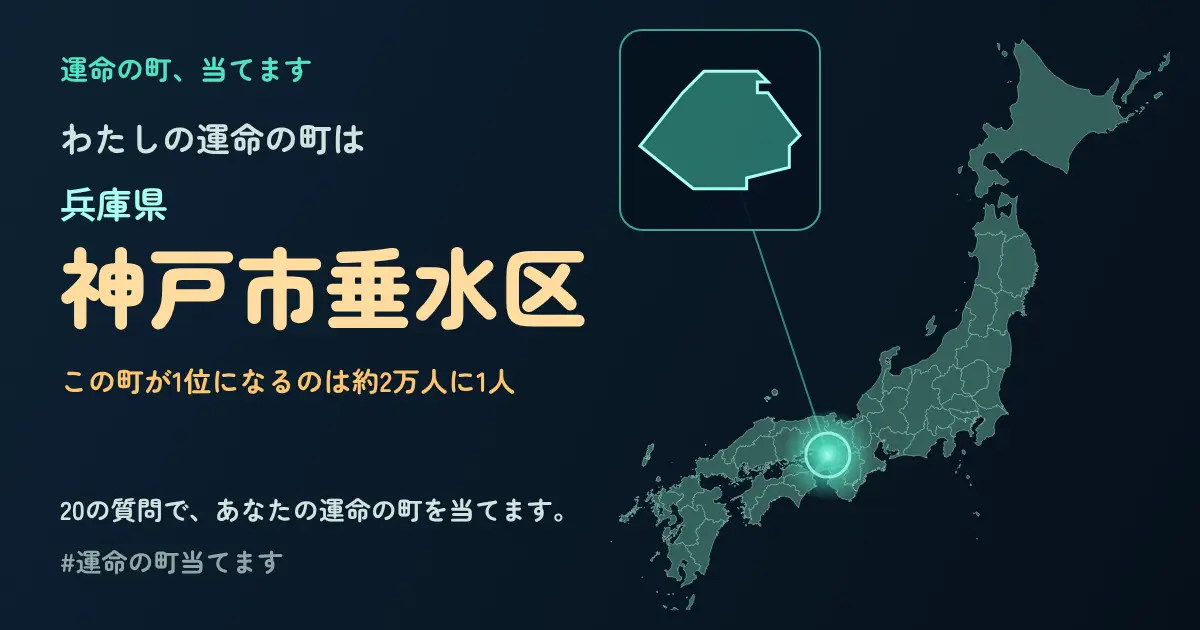 運命の町、当てます
わたしの運命の町は
兵庫県
神戸市垂水区
この町が1位になるのは約2万人に1人
20の質問で、あなたの運命の町を当てます。
#運命の町当てます